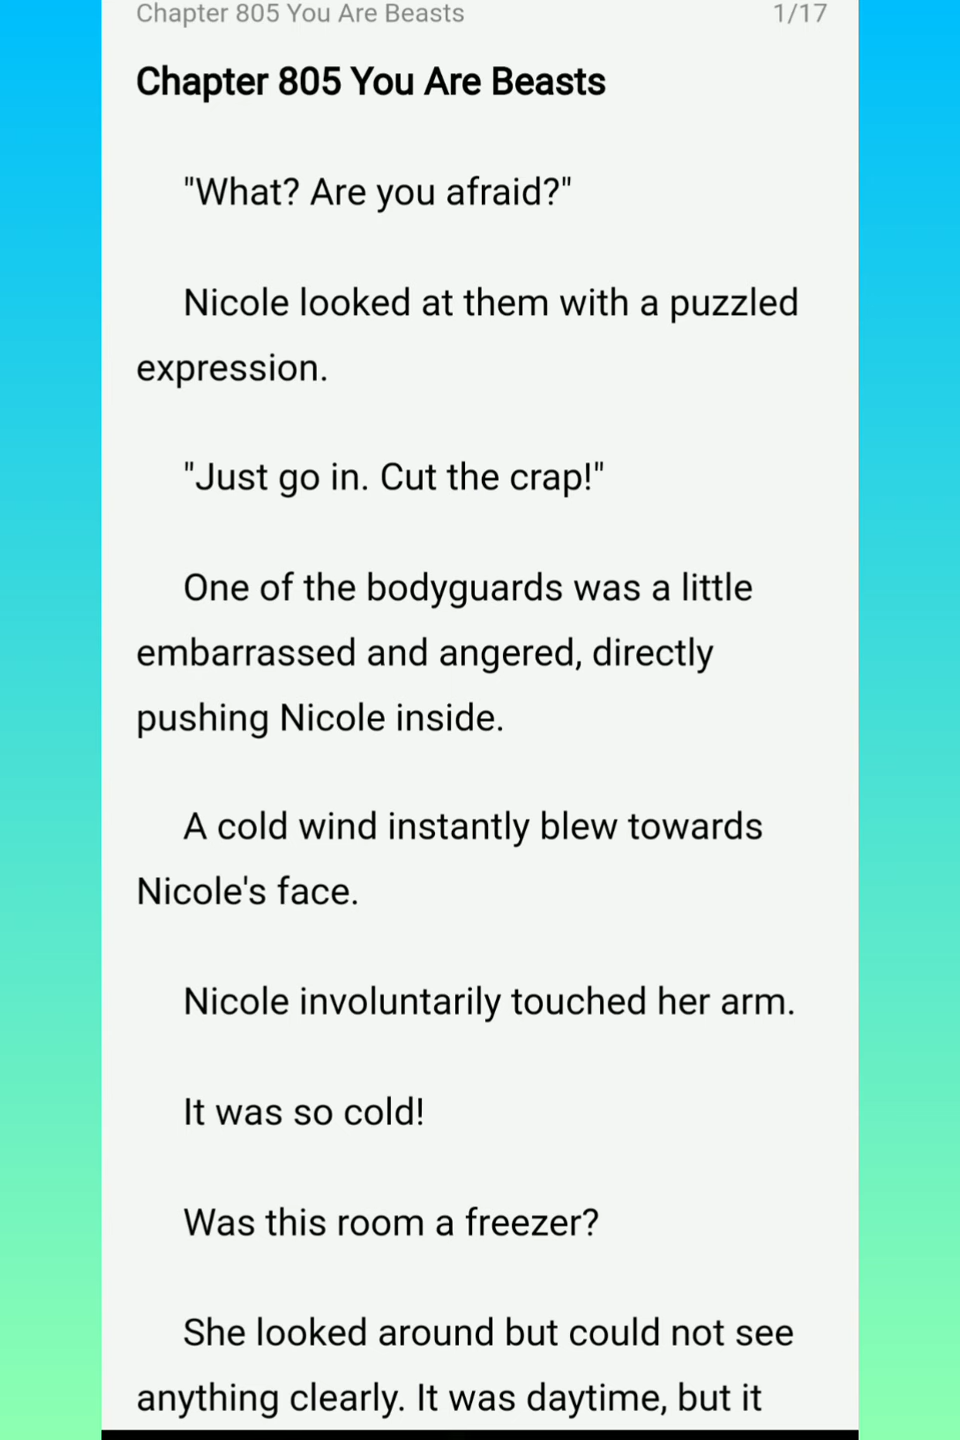 Chapter 805 You Are Beasts 1/17
Chapter 805 You Are Beasts
"What? Are you afraid?"
Nicole looked at them with a puzzled
expression.
"Just go in. Cut the crap!"
One of the bodyguards was a little
embarrassed and angered, directly
pushing Nicole inside.
A cold wind instantly blew towards
Nicole's face.
Nicole involuntarily touched her arm.
It was so cold!
Was this room a freezer?
She looked around but could not see
anything clearly. It was daytime, but it